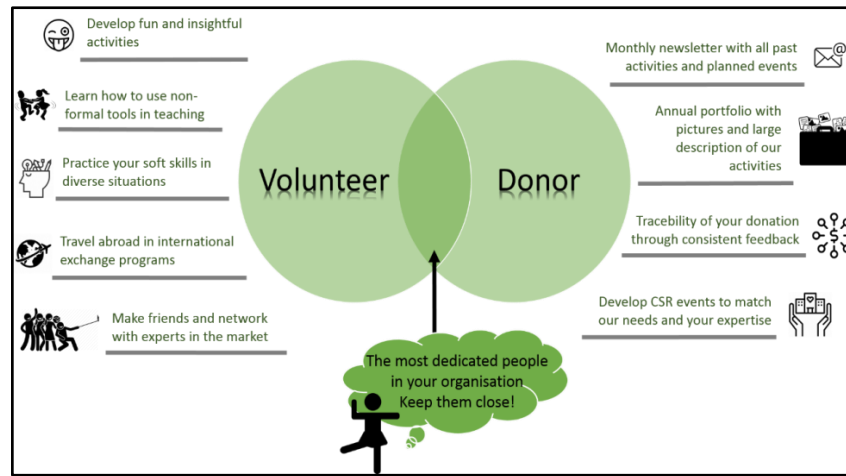 Develop fun and insightful
activities
Learn how to use non-
formal tools in teaching
Practice your soft skills in
diverse situations
Travel abroad in international
exchange programs
Make friends and network
with experts in the market
Volunteer
Donor
Monthly newsletter with all past
activities and planned events
Annual portfolio with
pictures and large
description of our
activities
Tracebility of your donation
through consistent feedback
Develop CSR events to match
our needs and your expertise
The most dedicated people
in your organisation
Keep them close!